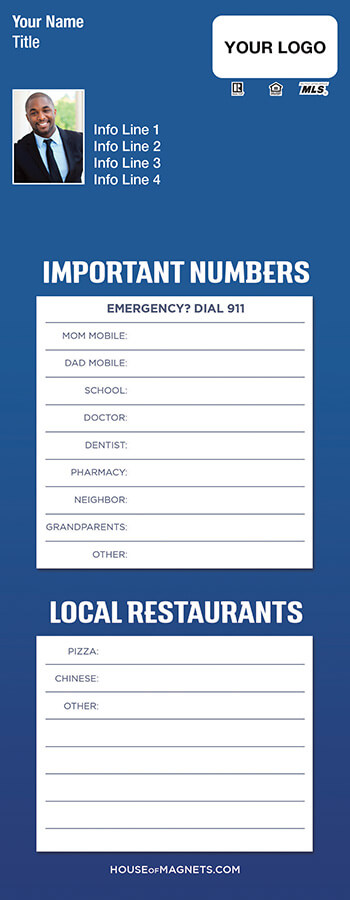 Your Name
Title
YOUR LOGO
MLS
Info Line 1
Info Line 2
Info Line 3
Info Line 4
IMPORTANT NUMBERS
EMERGENCY? DIAL 911
MOM MOBILE:
DAD MOBILE:
SCHOOL:
DOCTOR:
DENTIST:
PHARMACY:
NEIGHBOR:
GRANDPARENTS:
OTHER:
LOCAL RESTAURANTS
PIZZA:
CHINESE:
OTHER:
HOUSEOFMAGNETS.COM